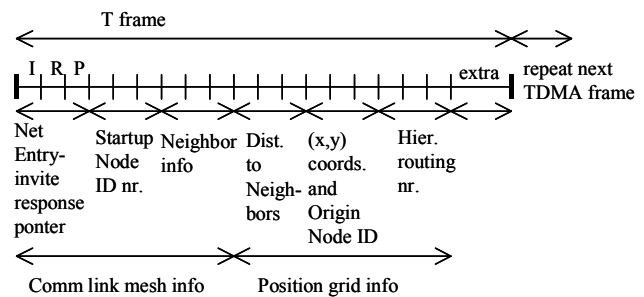 T frame
I R P
extra
repeat next
TDMA frame
Net
Entry-
invite
response
ponter
Startup
Node
ID nr.
Neighbor
info
Dist.
to
Neigh-
bors
(x,y)
coords.
and
Origin
Node ID
Hier.
routing
nr.
Comm link mesh info
Position grid info